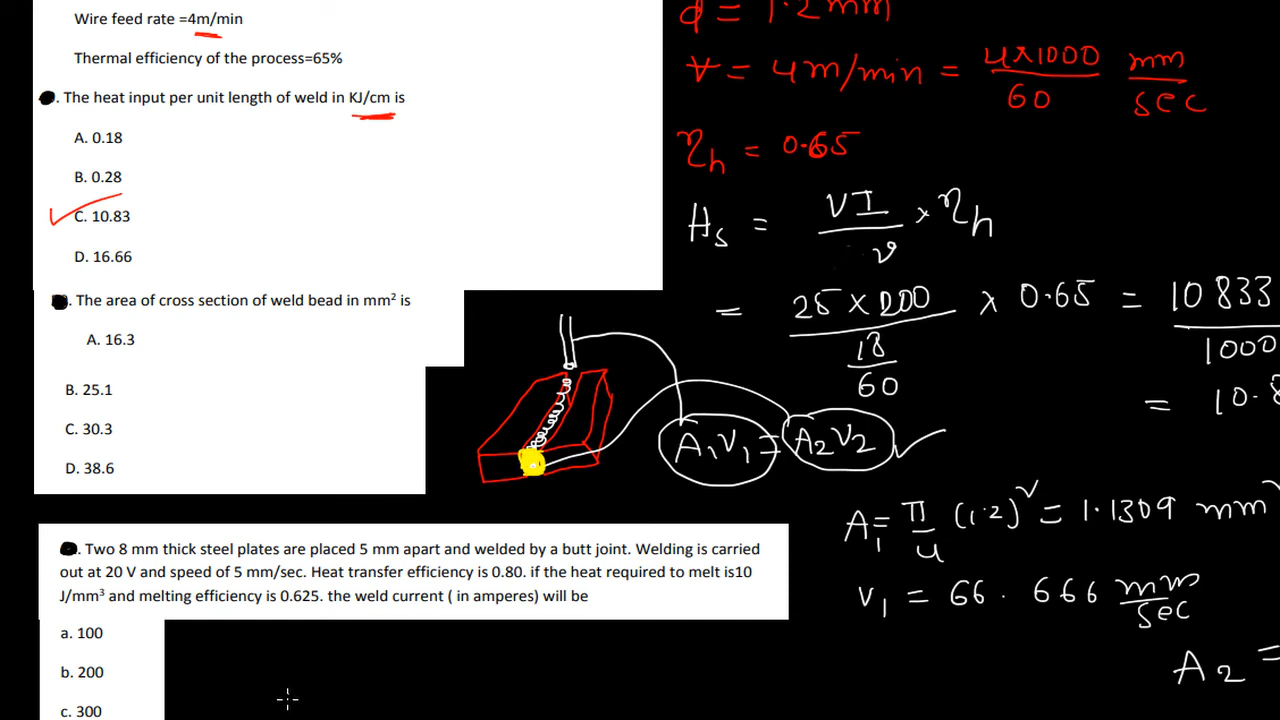 Wire feed rate =4m/min
Thermal efficiency of the process=65%
. The heat input per unit length of weld in KJ/cm is
A. 0.18
B. 0.28
C. 10.83
D. 16.66
. The area of cross section of weld bead in mm² is
A. 16.3
B. 25.1
C. 30.3
D. 38.6
. Two 8 mm thick steel plates are placed 5 mm apart and welded by a butt joint. Welding is carried
out at 20 V and speed of 5 mm/sec. Heat transfer efficiency is 0.80. if the heat required to melt is10
J/mm³ and melting efficiency is 0.625. the weld current ( in amperes) will be
a. 100
b. 200
c. 300
d = 1.2 mm
V = 4m/min = 4×1000/60 mm/sec
ηh = 0.65
Hs = VI/v × ηh
= 25 × 200 / (18/60) × 0.65 = 10833/1000
= 10.8
A₁V₁ = A₂V₂
A₁ = π/4 (1.2)² = 1.1309 mm²
V₁ = 66.666 mm/sec
A₂ =